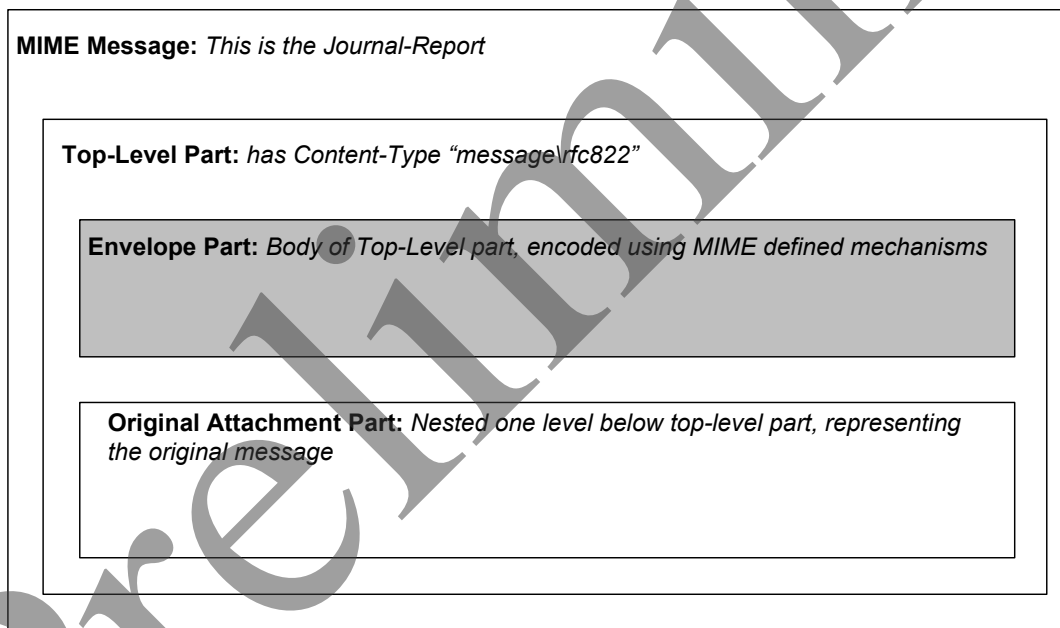 MIME Message: This is the Journal-Report
Top-Level Part: has Content-Type “message\rfc822”
Envelope Part: Body of Top-Level part, encoded using MIME defined mechanisms
Original Attachment Part: Nested one level below top-level part, representing
the original message